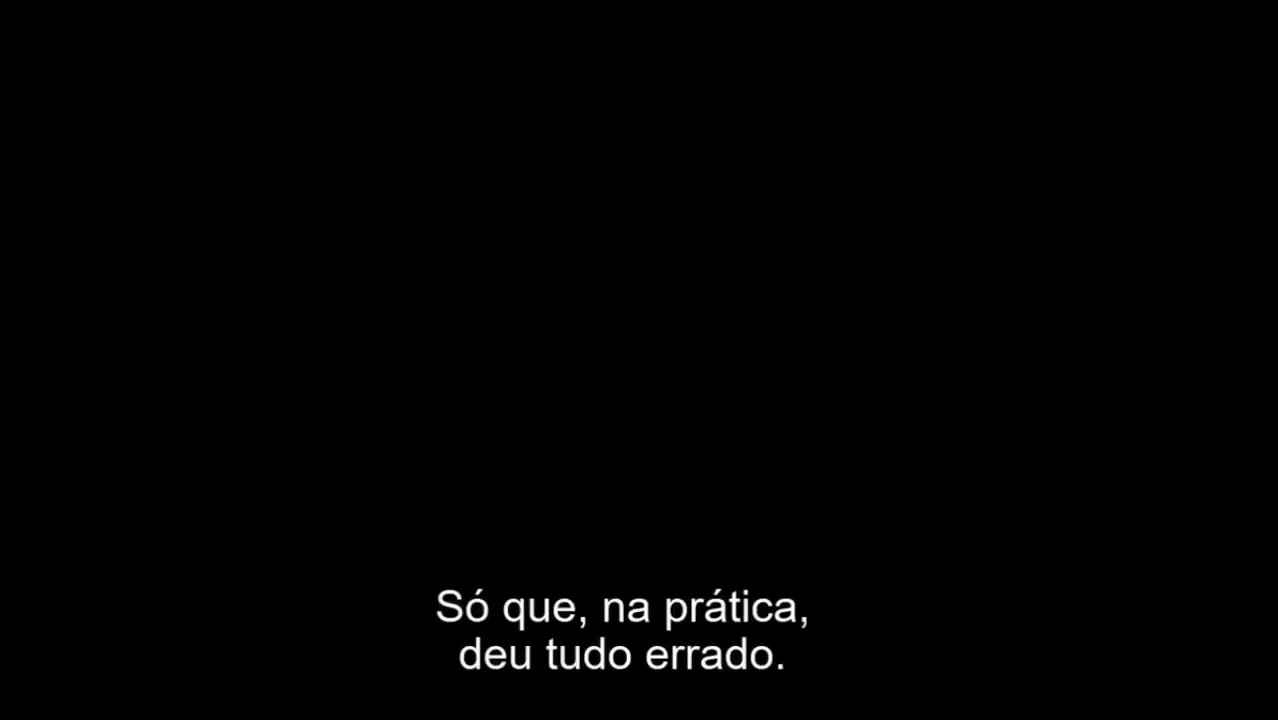 Só que, na prática,
deu tudo errado.